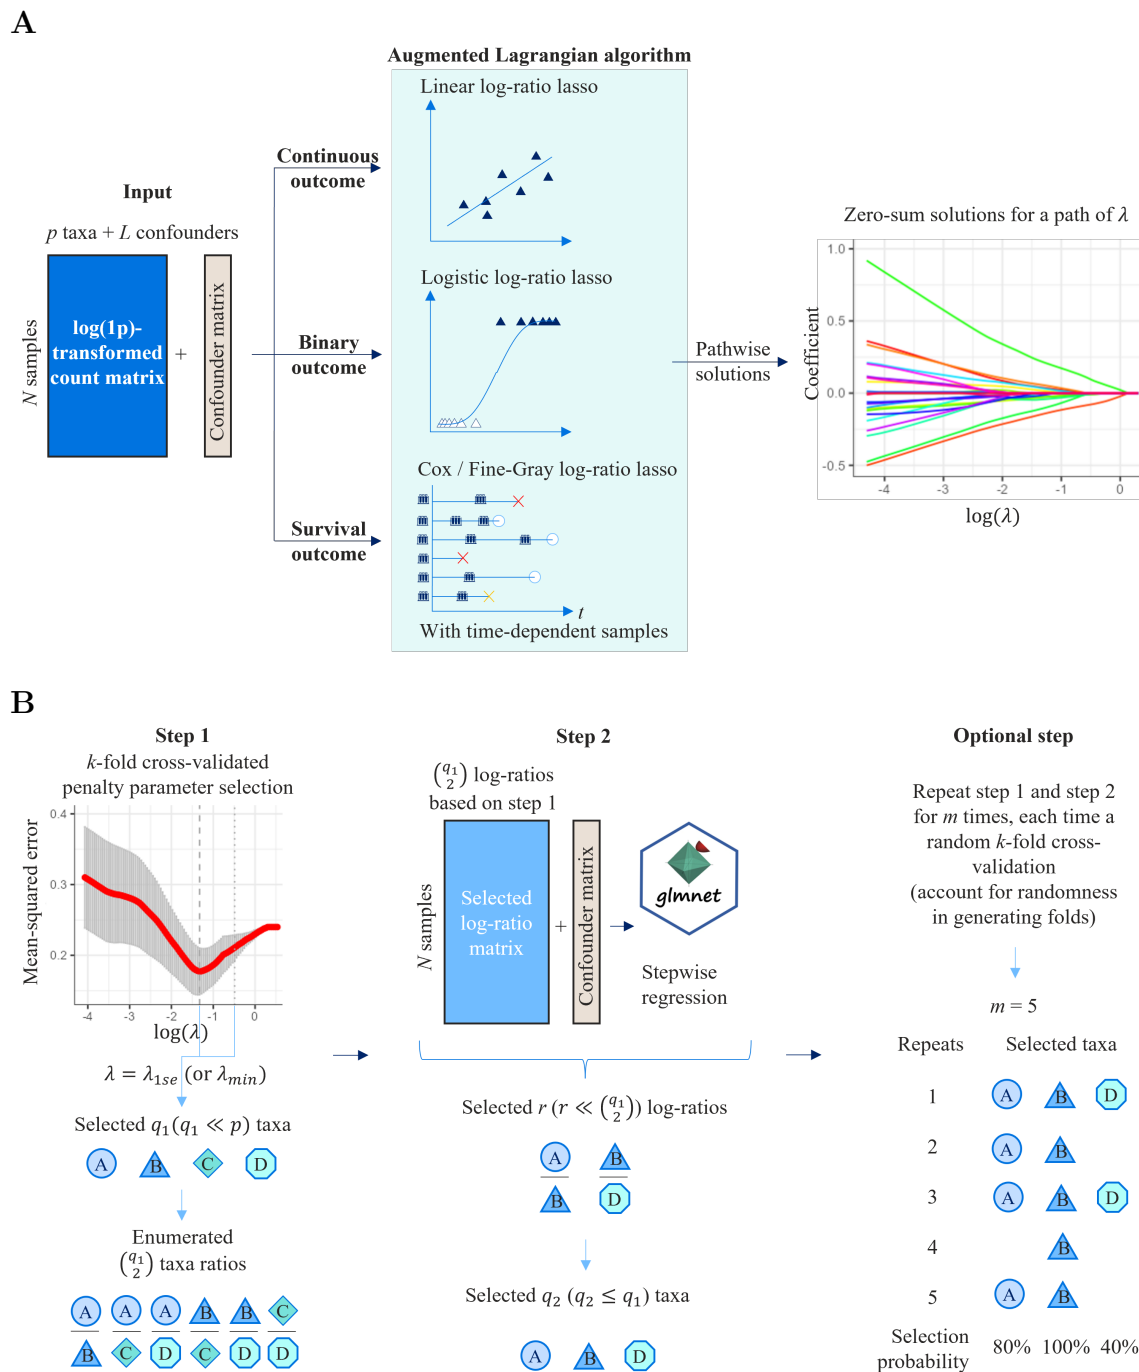 A
Augmented Lagrangian algorithm
Linear log-ratio lasso
Continuous
outcome
Input
p taxa + L confounders
N samples
log(1p)-
transformed
count matrix
+
Confounder matrix
Binary
outcome
Logistic log-ratio lasso
Survival
outcome
Cox / Fine-Gray log-ratio lasso
t
With time-dependent samples
Pathwise
solutions
Zero-sum solutions for a path of λ
Coefficient
1.0
0.5
0.0
-0.5
-4
-3
-2
-1
0
log(λ)
B
Step 1
k-fold cross-validated
penalty parameter selection
Mean-squared error
0.4
0.3
0.2
-4
-3
-2
-1
0
log(λ)
λ = λ1se (or λmin)
Selected q1(q1 ≪ p) taxa
A B C D
Enumerated
(q1 2) taxa ratios
A A A B B C
B C D C D D
Step 2
(q1 2) log-ratios
based on step 1
N samples
Selected
log-ratio
matrix
+
Confounder matrix
glmnet
Stepwise
regression
Selected r (r ≪ (q1 2)) log-ratios
A B
B D
Selected q2 (q2 ≤ q1) taxa
A B D
Optional step
Repeat step 1 and step 2
for m times, each time a
random k-fold cross-
validation
(account for randomness
in generating folds)
m = 5
Repeats Selected taxa
1 A B D
2 A B
3 A B D
4 B
5 A B
Selection
probability
80% 100% 40%